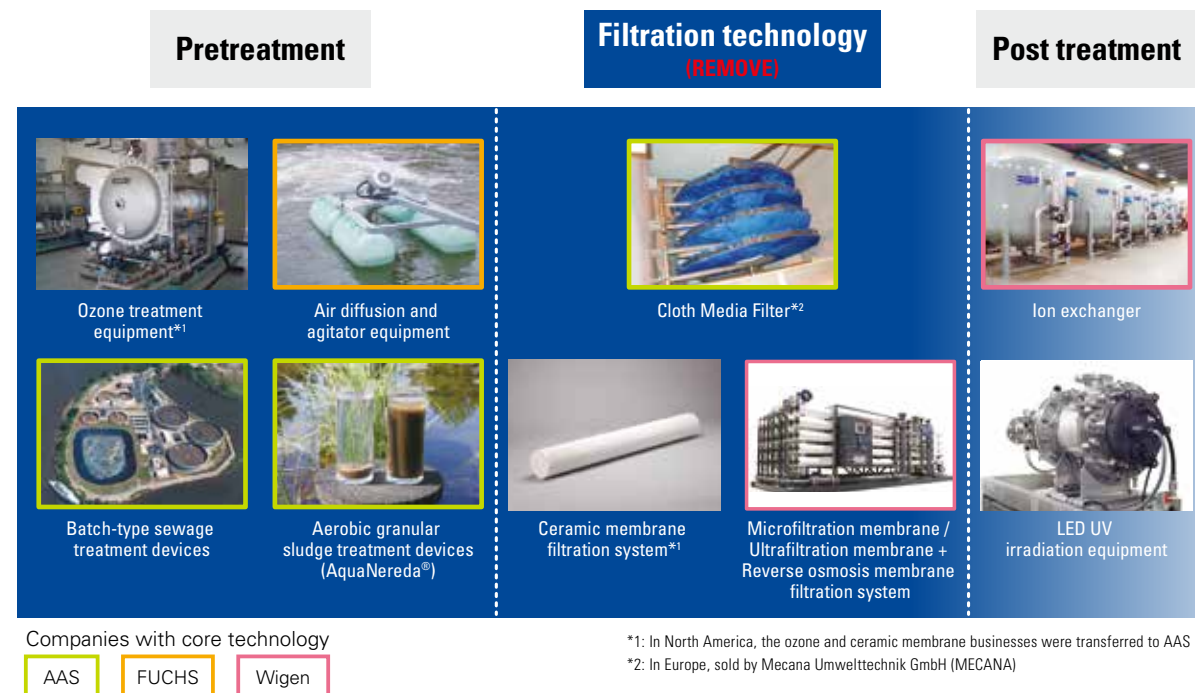 Pretreatment
Filtration technology
(REMOVE)
Post treatment
Ozone treatment
equipment*1
Air diffusion and
agitator equipment
Cloth Media Filter*2
Ion exchanger
Batch-type sewage
treatment devices
Aerobic granular
sludge treatment devices
(AquaNereda®)
Ceramic membrane
filtration system*1
Microfiltration membrane /
Ultrafiltration membrane +
Reverse osmosis membrane
filtration system
LED UV
irradiation equipment
Companies with core technology
AAS
FUCHS
Wigen
*1: In North America, the ozone and ceramic membrane businesses were transferred to AAS
*2: In Europe, sold by Mecana Umwelttechnik GmbH (MECANA)